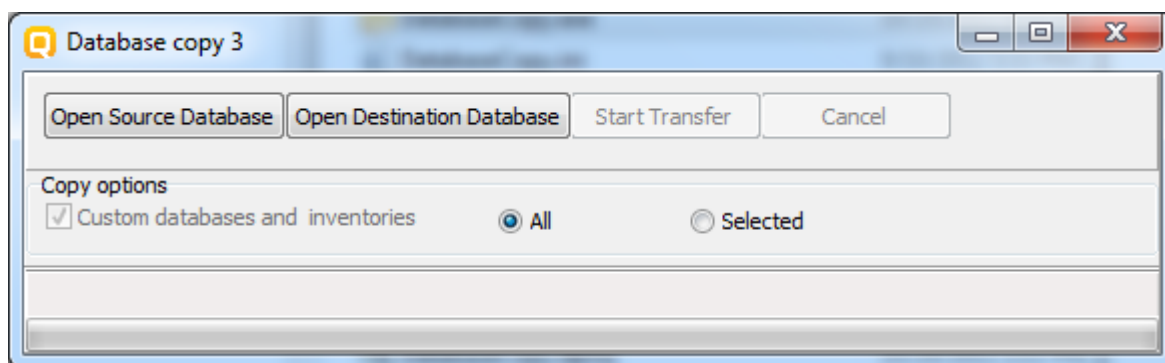 Database copy 3
Open Source Database Open Destination Database Start Transfer Cancel
Copy options
Custom databases and inventories All Selected